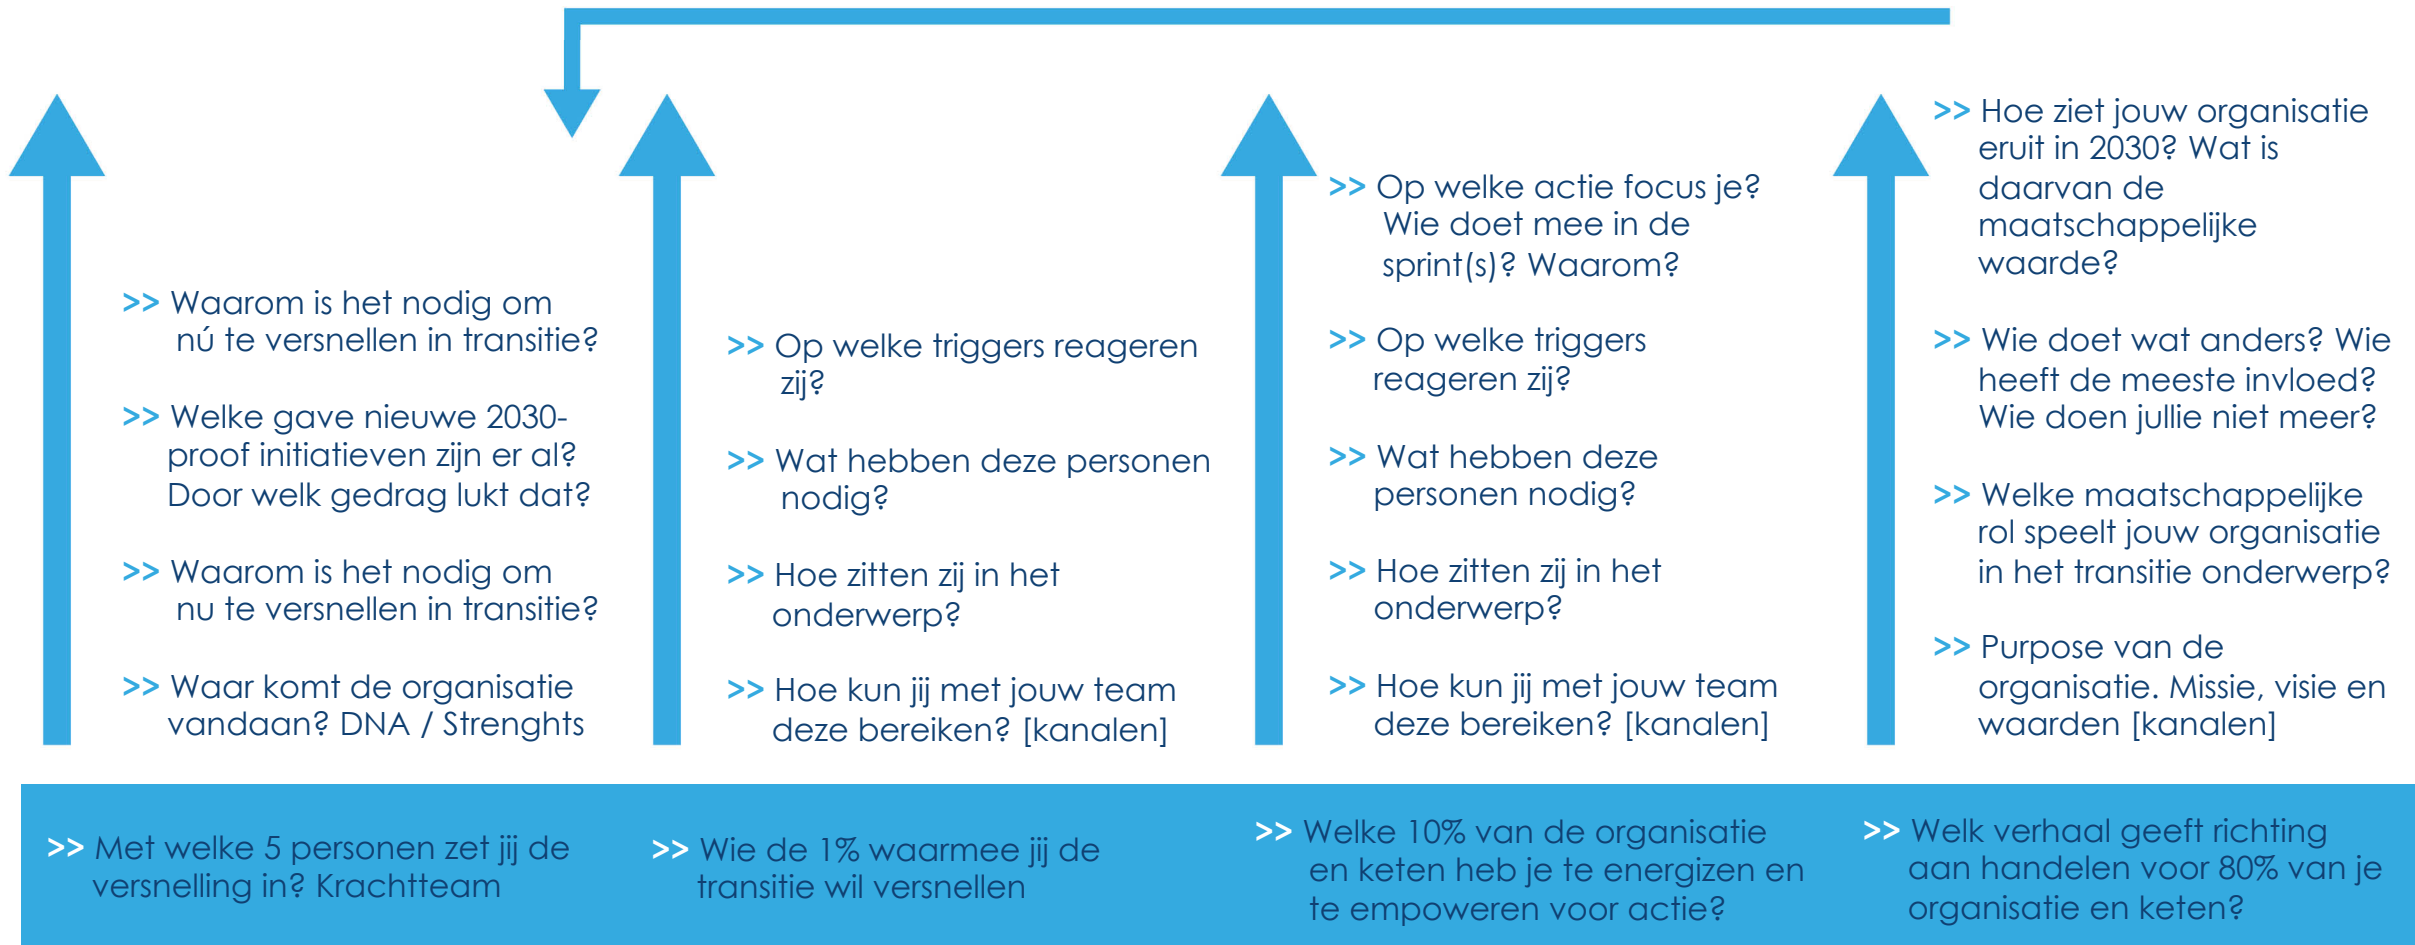 >> Waarom is het nodig om
nú te versnellen in transitie?
>> Welke gave nieuwe 2030-
proof initiatieven zijn er al?
Door welk gedrag lukt dat?
>> Waarom is het nodig om
nu te versnellen in transitie?
>> Waar komt de organisatie
vandaan? DNA / Strenghts
>> Met welke 5 personen zet jij de
versnelling in? Krachtteam
>> Op welke triggers reageren
zij?
>> Wat hebben deze personen
nodig?
>> Hoe zitten zij in het
onderwerp?
>> Hoe kun jij met jouw team
deze bereiken? [kanalen]
>> Wie de 1% waarmee jij de
transitie wil versnellen
>> Op welke actie focus je?
Wie doet mee in de
sprint(s)? Waarom?
>> Op welke triggers
reageren zij?
>> Wat hebben deze
personen nodig?
>> Hoe zitten zij in het
onderwerp?
>> Hoe kun jij met jouw team
deze bereiken? [kanalen]
>> Welke 10% van de organisatie
en keten heb je te energizen en
te empoweren voor actie?
>> Hoe ziet jouw organisatie
eruit in 2030? Wat is
daarvan de
maatschappelijke
waarde?
>> Wie doet wat anders? Wie
heeft de meeste invloed?
Wie doen jullie niet meer?
>> Welke maatschappelijke
rol speelt jouw organisatie
in het transitie onderwerp?
>> Purpose van de
organisatie. Missie, visie en
waarden [kanalen]
>> Welk verhaal geeft richting
aan handelen voor 80% van je
organisatie en keten?